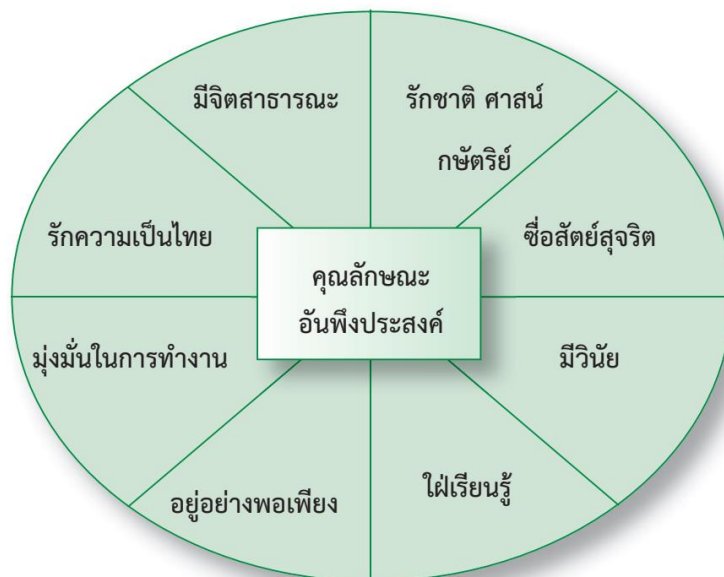 มีจิตสาธารณะ
รักชาติ ศาสน์
กษัตริย์
รักความเป็นไทย
ซื่อสัตย์สุจริต
คุณลักษณะ
อันพึงประสงค์
มุ่งมั่นในการทำงาน
มีวินัย
อยู่อย่างพอเพียง
ใฝ่เรียนรู้